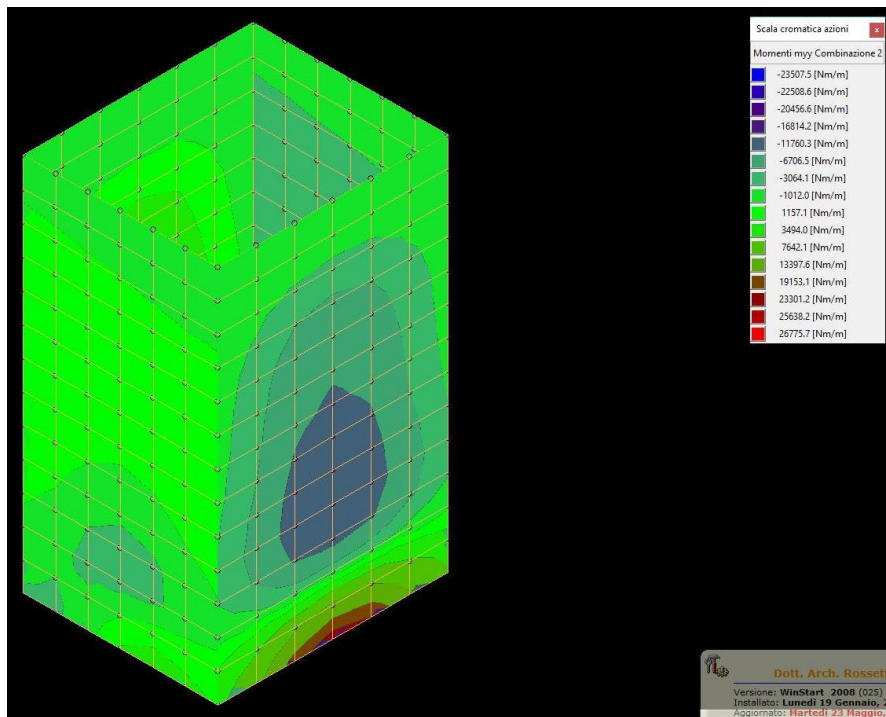 Scala cromatica azioni
x
Momenti myy Combinazione 2
-23507.5 [Nm/m]
-22508.6 [Nm/m]
-20456.6 [Nm/m]
-16814.2 [Nm/m]
-11760.3 [Nm/m]
-6706.5 [Nm/m]
-3064.1 [Nm/m]
-1012.0 [Nm/m]
1157.1 [Nm/m]
3494.0 [Nm/m]
7642.1 [Nm/m]
13397.6 [Nm/m]
19153.1 [Nm/m]
23301.2 [Nm/m]
25638.2 [Nm/m]
26775.7 [Nm/m]
Dott. Arch. Rossett
Versione: WinStart 2008 (025)
Installato: Lunedì 19 Gennaio, 2
Aggiornato: Martedì 23 Maggio,